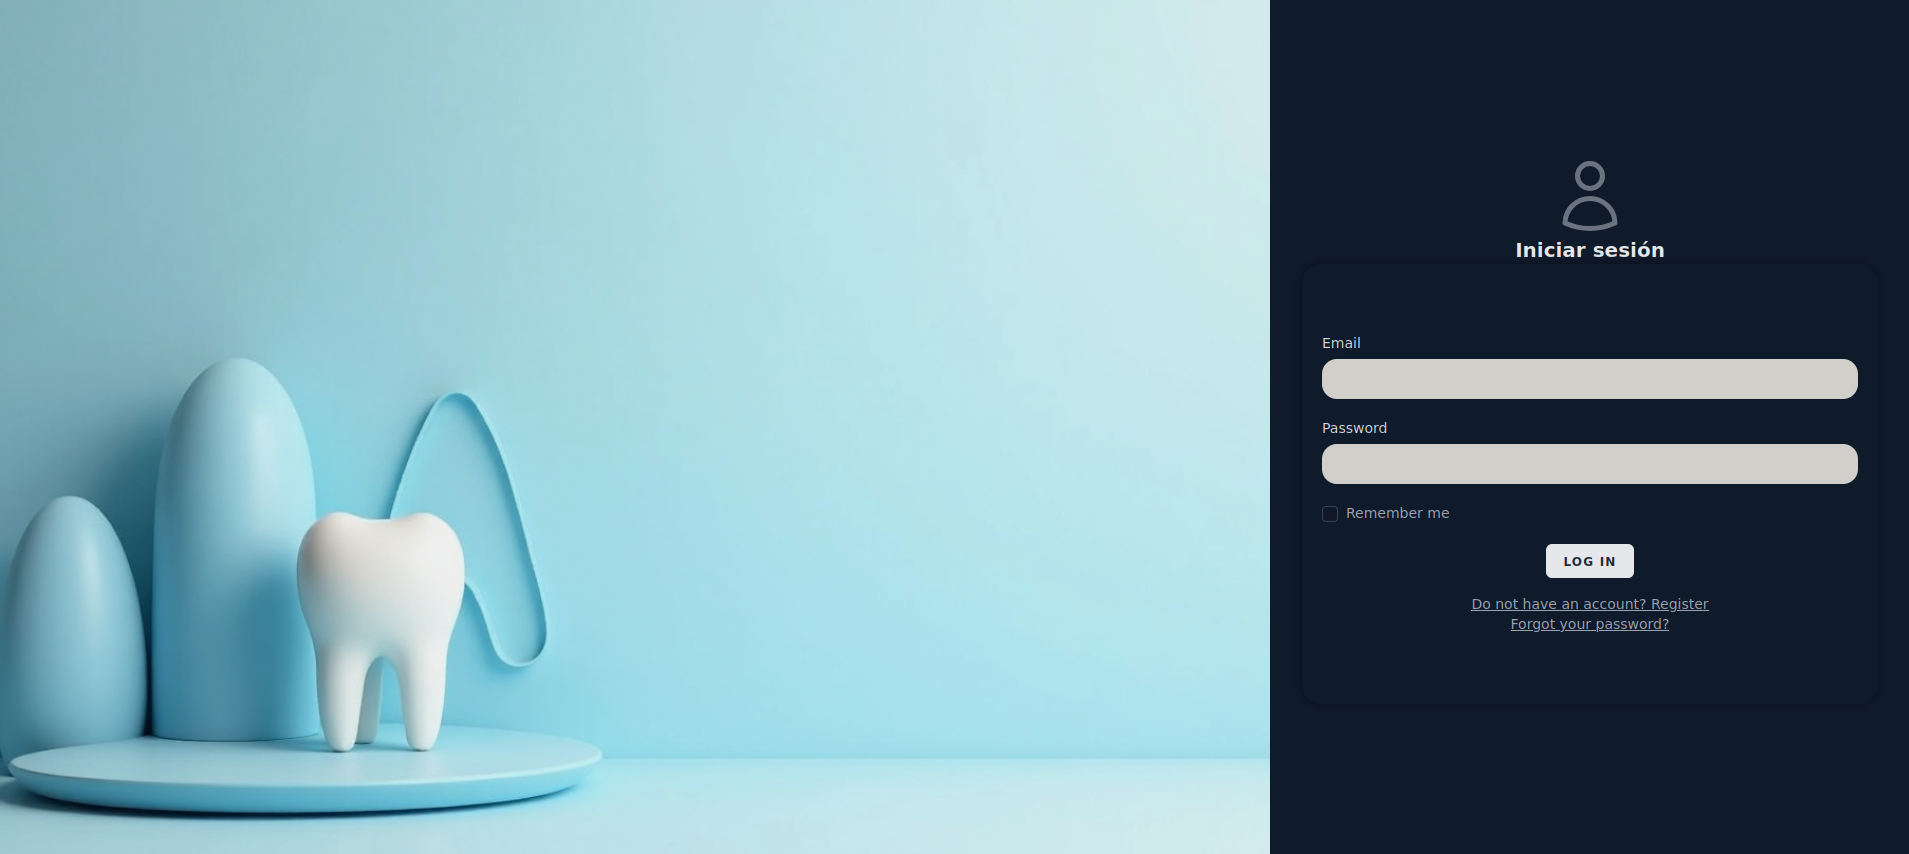 Iniciar sesión
Email
Password
Remember me
LOG IN
Do not have an account? Register
Forgot your password?